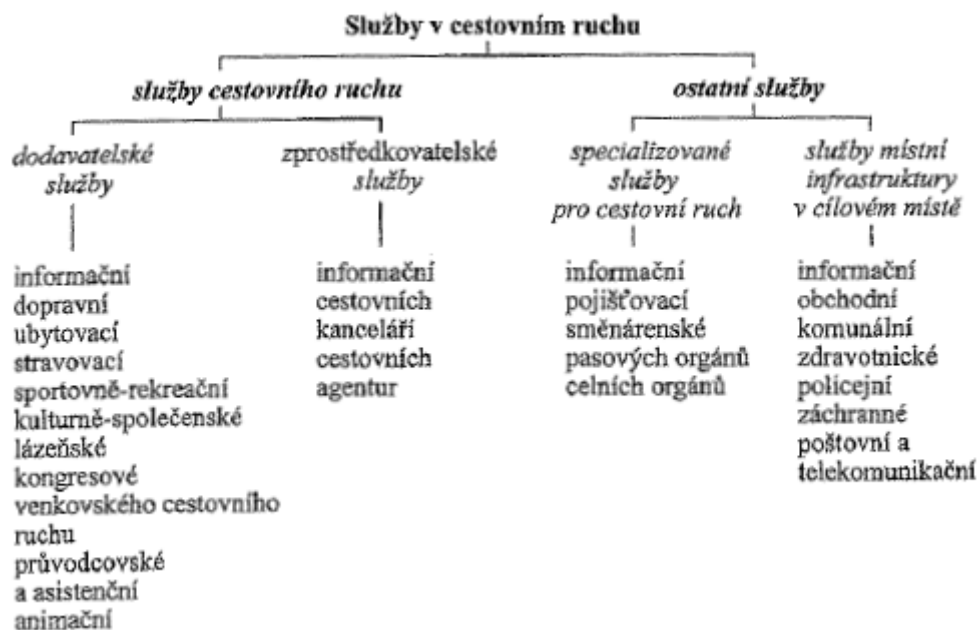 Služby v cestovním ruchu
služby cestovního ruchu
ostatní služby
dodavatelské
služby
informační
dopravní
ubytovací
stravovací
sportovně-rekreační
kulturně-společenské
lázeňské
kongresové
venkovského cestovního
ruchu
průvodcovské
a asistenční
animační
zprostředkovatelské
služby
informační
cestovních
kanceláří
cestovních
agentur
specializované
služby
pro cestovní ruch
informační
pojišťovací
směnárenské
pasových orgánů
celních orgánů
služby místní
infrastruktury
v cílovém místě
informační
obchodní
komunální
zdravotnické
policejní
záchranné
poštovní a
telekomunikační